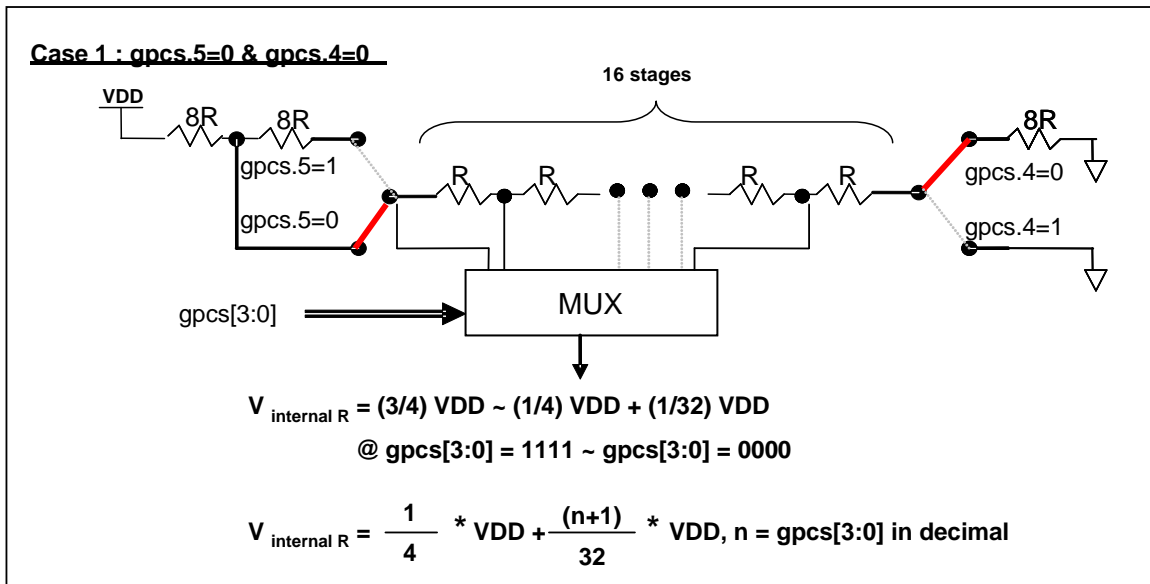 Case 1 : gpcs.5=0 & gpcs.4=0
16 stages
VDD
8R 8R 8R
gpcs.5=1 R R R R gpcs.4=0
gpcs.5=0 gpcs.4=1
MUX
gpcs[3:0]
V internal R = (3/4) VDD ~ (1/4) VDD + (1/32) VDD
@ gpcs[3:0] = 1111 ~ gpcs[3:0] = 0000
V internal R = 1/4 * VDD + (n+1)/32 * VDD, n = gpcs[3:0] in decimal